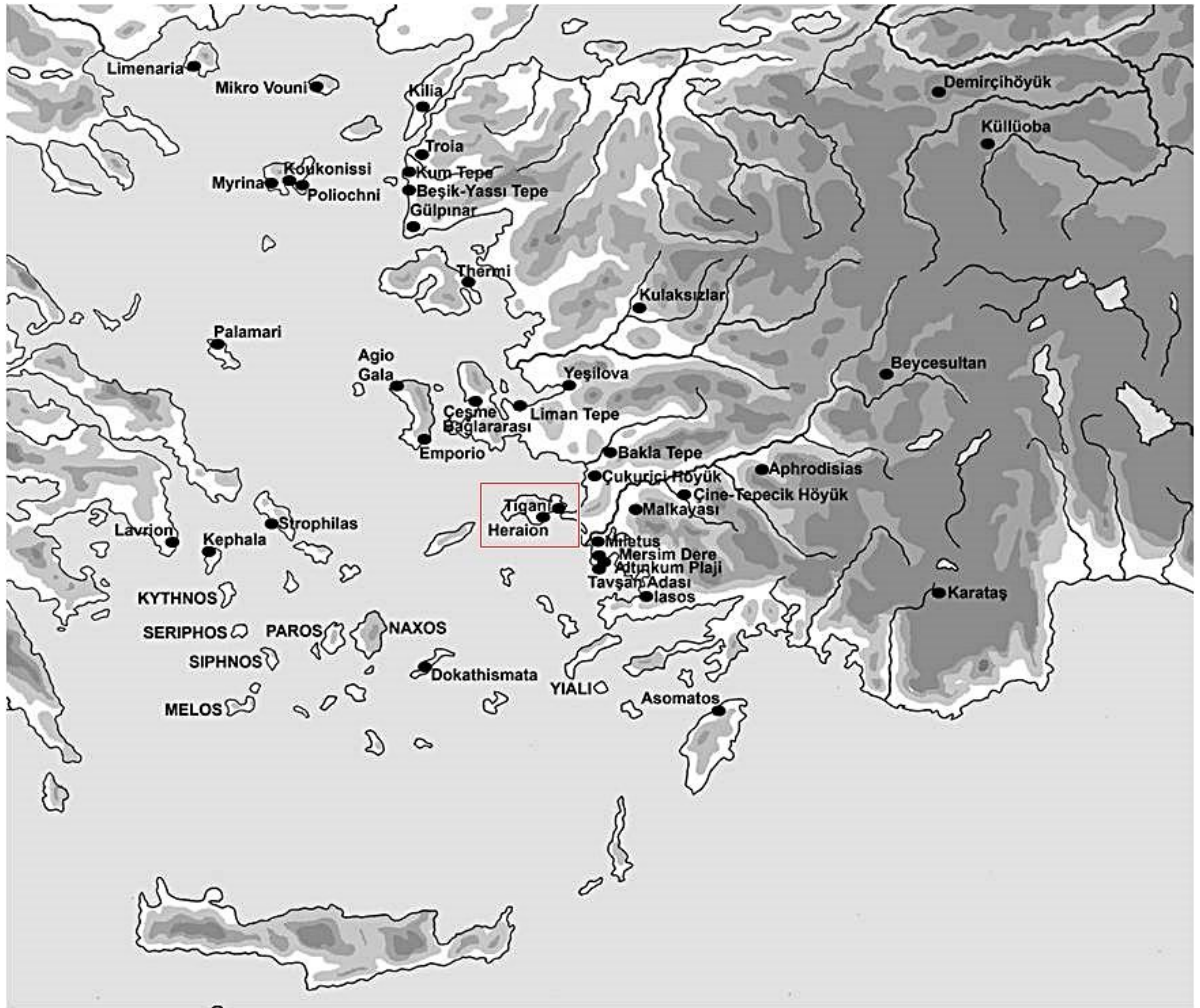 Limenaria
Mikro Vouni
Kilia
Demirçihöyük
Küllüoba
Troia
Koukonissi
Kum Tepe
Myrina
Poliochni
Beşik-Yassı Tepe
Gülpınar
Thermi
Kulaksızlar
Palamari
Agio
Gala
Yeşilova
Beycesultan
Çeşme
Bağlararası
Liman Tepe
Emporio
Bakla Tepe
Aphrodisias
Çukuriçi Höyük
Çine-Tepecik Höyük
Tigani
Malkayası
Heraion
Strophilas
Lavrion
Kephala
Miletus
Mersim Dere
Altınkum Plaji
Tavşan Adası
Iasos
Karataş
KYTHNOS
SERIPHOS
PAROS
NAXOS
SIPHNOS
Dokathismata
YIALI
Asomatos
MELOS